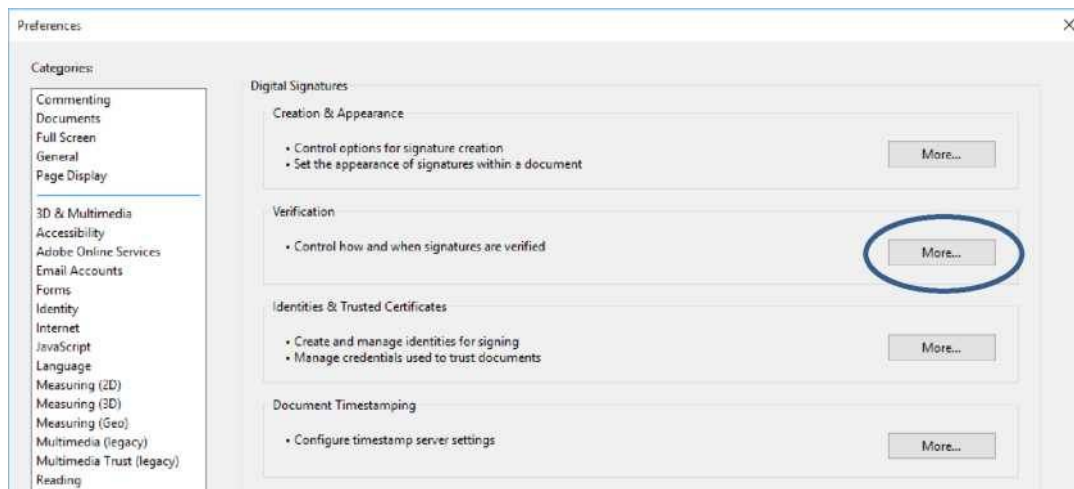 Preferences
Categories:
Commenting
Documents
Full Screen
General
Page Display
3D & Multimedia
Accessibility
Adobe Online Services
Email Accounts
Forms
Identity
Internet
JavaScript
Language
Measuring (2D)
Measuring (3D)
Measuring (Geo)
Multimedia (legacy)
Multimedia Trust (legacy)
Reading
Digital Signatures
Creation & Appearance
• Control options for signature creation
• Set the appearance of signatures within a document
More...
Verification
• Control how and when signatures are verified
More...
Identities & Trusted Certificates
• Create and manage identities for signing
• Manage credentials used to trust documents
More...
Document Timestamping
• Configure timestamp server settings
More...